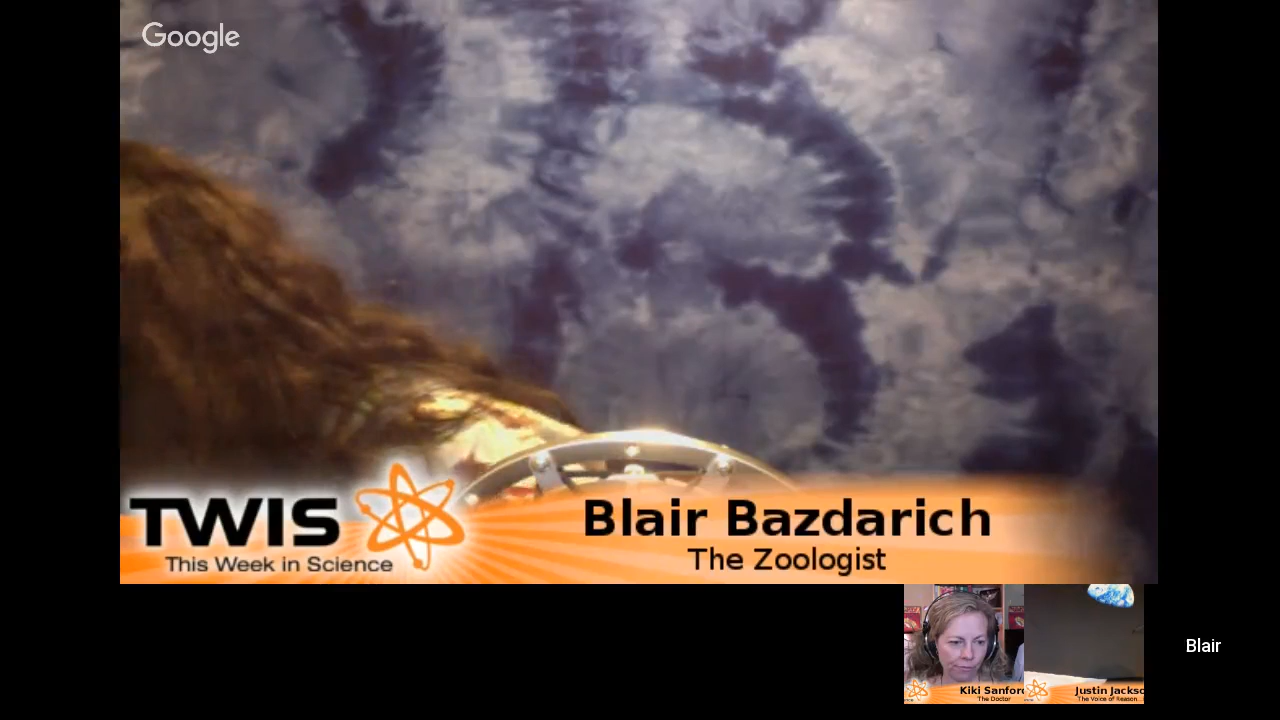 Google
TWIS
This Week in Science
Blair Bazdarich
The Zoologist
Kiki Sanford
The Doctor
Justin Jackso
The Voice of Reason
Blair